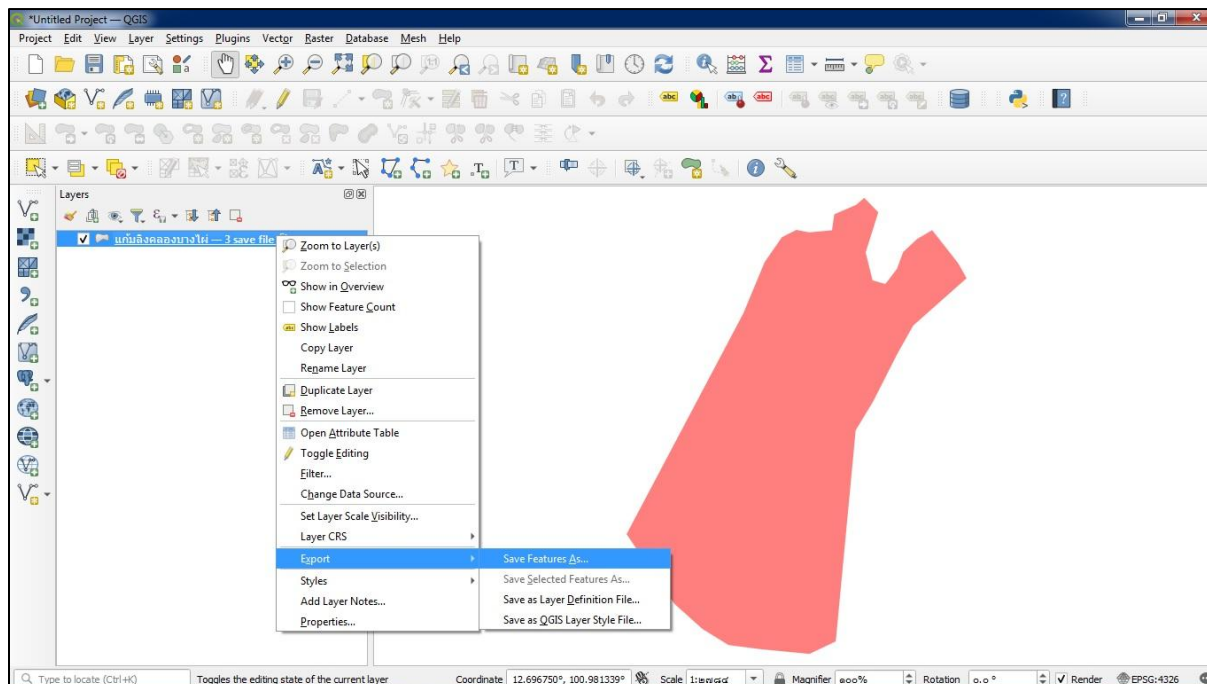 *Untitled Project — QGIS
Project Edit View Layer Settings Plugins Vector Raster Database Mesh Help
Layers
แก้มลิงคลองบางไผ่ — 3 save file
Zoom to Layer(s)
Zoom to Selection
Show in Overview
Show Feature Count
Show Labels
Copy Layer
Rename Layer
Duplicate Layer
Remove Layer...
Open Attribute Table
Toggle Editing
Filter...
Change Data Source...
Set Layer Scale Visibility...
Layer CRS
Export
Styles
Add Layer Notes...
Properties...
Save Features As...
Save Selected Features As...
Save as Layer Definition File...
Save as QGIS Layer Style File...
Type to locate (Ctrl+K) Toggles the editing state of the current layer Coordinate 12.696750°, 100.981339° Scale Magnifier ๑๐๐% Rotation ๐.๐ ° Render EPSG:4326